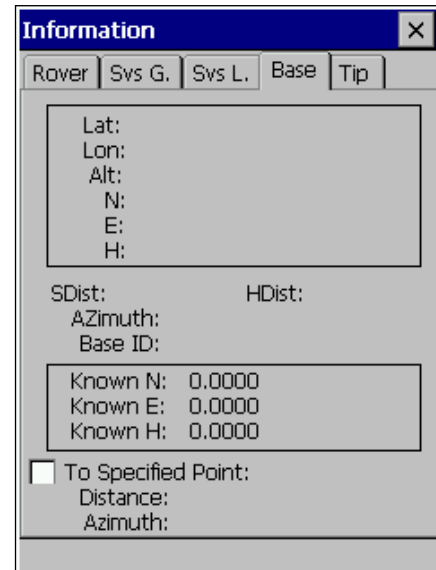 Information
Rover Svs G. Svs L. Base Tip
Lat:
Lon:
Alt:
N:
E:
H:
SDist: HDist:
AZimuth:
Base ID:
Known N: 0.0000
Known E: 0.0000
Known H: 0.0000
To Specified Point:
Distance:
Azimuth: